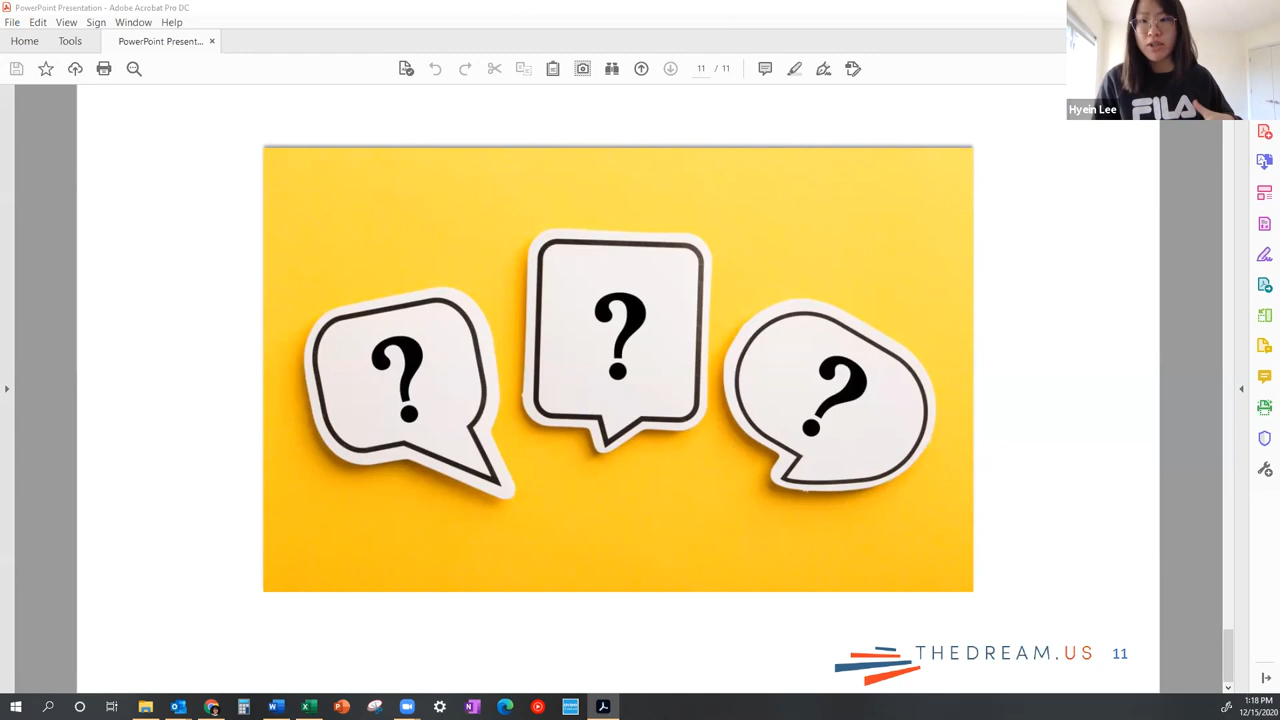 PowerPoint Presentation - Adobe Acrobat Pro DC
File Edit View Sign Window Help
Home Tools PowerPoint Present... ×
11 / 11
Hyein Lee
FILA
?
?
?
THEDREAM.US 11
1:18 PM
12/15/2020